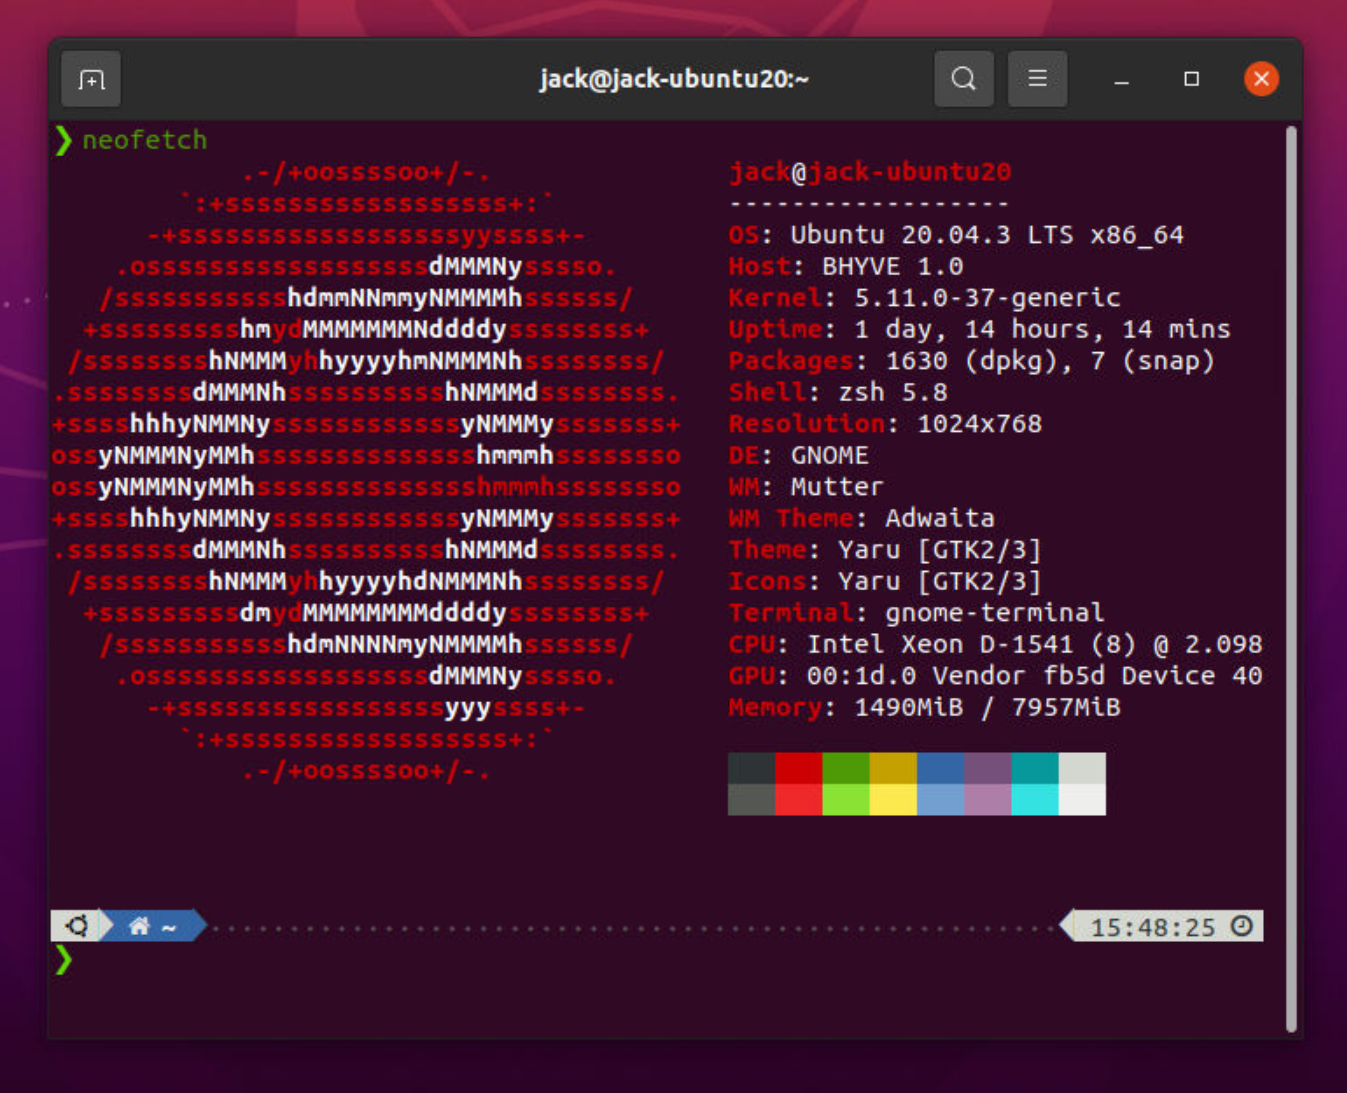 jack@jack-ubuntu20:~
❯ neofetch
            .-/+oossssoo+/-.
        `:+ssssssssssssssssss+:`
      -+ssssssssssssssssssyyssss+-
    .ossssssssssssssssssdMMMNysssso.
   /ssssssssssshdmmNNmmyNMMMMhssssss/
  +ssssssssshmydMMMMMMMNddddyssssssss+
 /sssssssshNMMMyhhyyyyhmNMMMNhssssssss/
.ssssssssdMMMNhsssssssssshNMMMdssssssss.
+sssshhhyNMMNyssssssssssssyNMMMysssssss+
ossyNMMMNyMMhsssssssssssssshmmmhssssssso
ossyNMMMNyMMhsssssssssssssshmmmhssssssso
+sssshhhyNMMNyssssssssssssyNMMMysssssss+
.ssssssssdMMMNhsssssssssshNMMMdssssssss.
 /sssssssshNMMMyhhyyyyhdNMMMNhssssssss/
  +sssssssssdmydMMMMMMMMddddyssssssss+
   /ssssssssssshdmNNNNmyNMMMMhssssss/
    .ossssssssssssssssssdMMMNysssso.
      -+sssssssssssssssssyyyssss+-
        `:+ssssssssssssssssss+:`
            .-/+oossssoo+/-.
jack@jack-ubuntu20
------------------
OS: Ubuntu 20.04.3 LTS x86_64
Host: BHYVE 1.0
Kernel: 5.11.0-37-generic
Uptime: 1 day, 14 hours, 14 mins
Packages: 1630 (dpkg), 7 (snap)
Shell: zsh 5.8
Resolution: 1024x768
DE: GNOME
WM: Mutter
WM Theme: Adwaita
Theme: Yaru [GTK2/3]
Icons: Yaru [GTK2/3]
Terminal: gnome-terminal
CPU: Intel Xeon D-1541 (8) @ 2.098
GPU: 00:1d.0 Vendor fb5d Device 40
Memory: 1490MiB / 7957MiB
~
15:48:25
❯